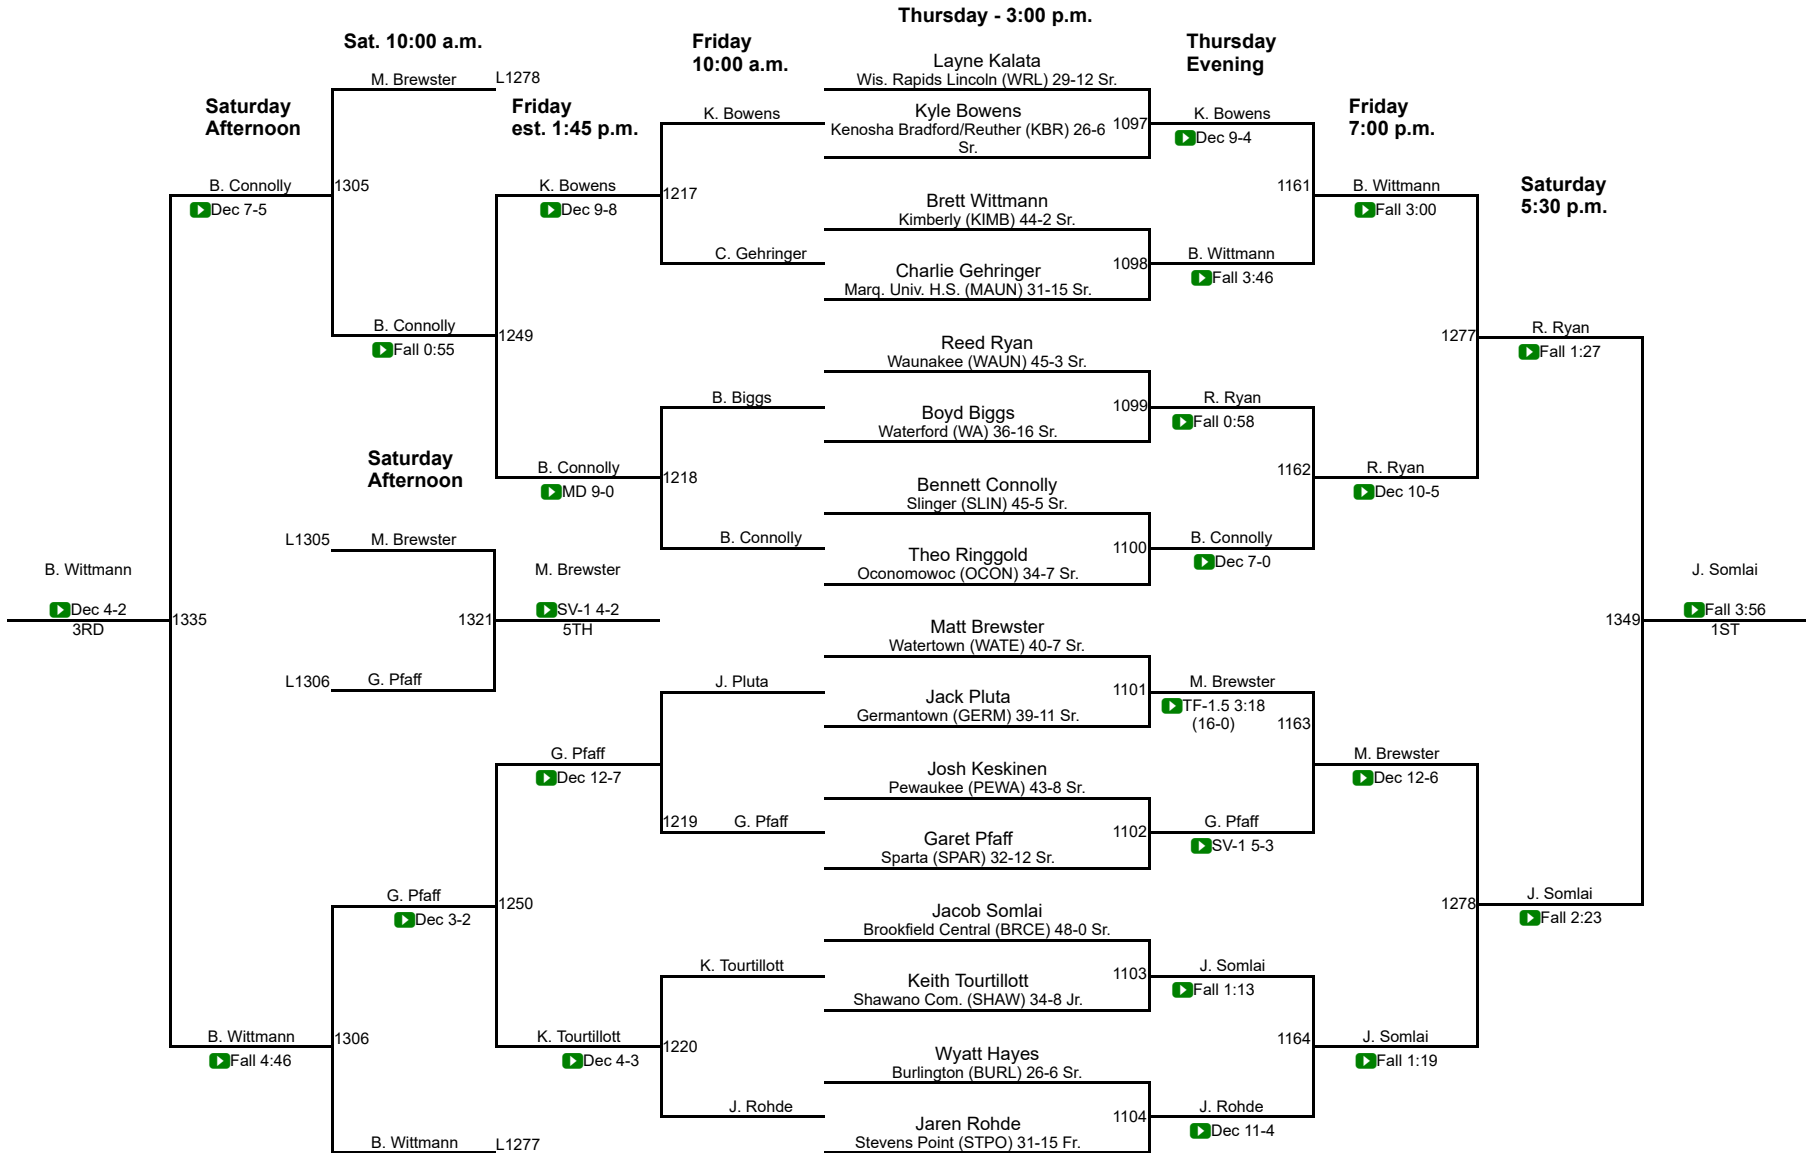 Thursday - 3:00 p.m.
Sat. 10:00 a.m.
Friday
10:00 a.m.
Thursday
Evening
Layne Kalata
Wis. Rapids Lincoln (WRL) 29-12 Sr.
M. Brewster
L1278
Saturday
Afternoon
Friday
est. 1:45 p.m.
Friday
7:00 p.m.
K. Bowens
Kyle Bowens
Kenosha Bradford/Reuther (KBR) 26-6
Sr.
1097
K. Bowens
Dec 9-4
B. Connolly
Dec 7-5
1305
K. Bowens
Dec 9-8
1217
1161
B. Wittmann
Fall 3:00
Saturday
5:30 p.m.
Brett Wittmann
Kimberly (KIMB) 44-2 Sr.
C. Gehringer
Charlie Gehringer
Marq. Univ. H.S. (MAUN) 31-15 Sr.
1098
B. Wittmann
Fall 3:46
B. Connolly
Fall 0:55
1249
Reed Ryan
Waunakee (WAUN) 45-3 Sr.
1277
R. Ryan
Fall 1:27
B. Biggs
Boyd Biggs
Waterford (WA) 36-16 Sr.
1099
R. Ryan
Fall 0:58
Saturday
Afternoon
B. Connolly
MD 9-0
1218
Bennett Connolly
Slinger (SLIN) 45-5 Sr.
1162
R. Ryan
Dec 10-5
L1305
M. Brewster
B. Connolly
Theo Ringgold
Oconomowoc (OCON) 34-7 Sr.
1100
B. Connolly
Dec 7-0
B. Wittmann
Dec 4-2
3RD
1335
1321
M. Brewster
SV-1 4-2
5TH
1349
J. Somlai
Fall 3:56
1ST
Matt Brewster
Watertown (WATE) 40-7 Sr.
L1306
G. Pfaff
J. Pluta
Jack Pluta
Germantown (GERM) 39-11 Sr.
1101
M. Brewster
TF-1.5 3:18
(16-0)
1163
G. Pfaff
Dec 12-7
Josh Keskinen
Pewaukee (PEWA) 43-8 Sr.
M. Brewster
Dec 12-6
1219
G. Pfaff
Garet Pfaff
Sparta (SPAR) 32-12 Sr.
1102
G. Pfaff
SV-1 5-3
G. Pfaff
Dec 3-2
1250
Jacob Somlai
Brookfield Central (BRCE) 48-0 Sr.
1278
J. Somlai
Fall 2:23
K. Tourtillott
Keith Tourtillott
Shawano Com. (SHAW) 34-8 Jr.
1103
J. Somlai
Fall 1:13
B. Wittmann
Fall 4:46
1306
K. Tourtillott
Dec 4-3
1220
Wyatt Hayes
Burlington (BURL) 26-6 Sr.
1164
J. Somlai
Fall 1:19
J. Rohde
Jaren Rohde
Stevens Point (STPO) 31-15 Fr.
1104
J. Rohde
Dec 11-4
B. Wittmann
L1277